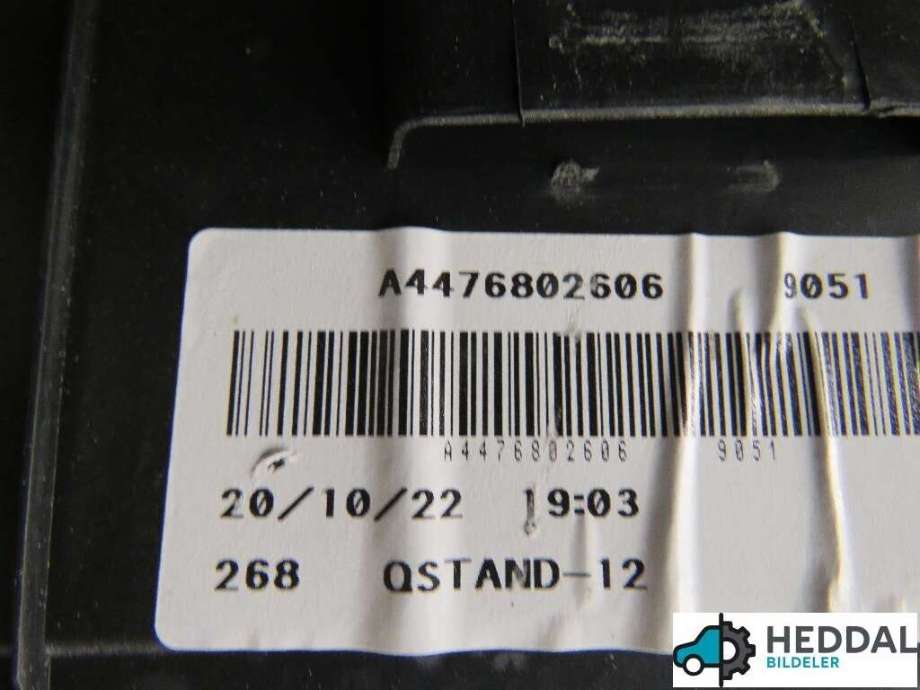 A4476802606 9051
A4476802606 9051
20/10/22 19:03
268 QSTAND-12
HEDDAL
BILDELER